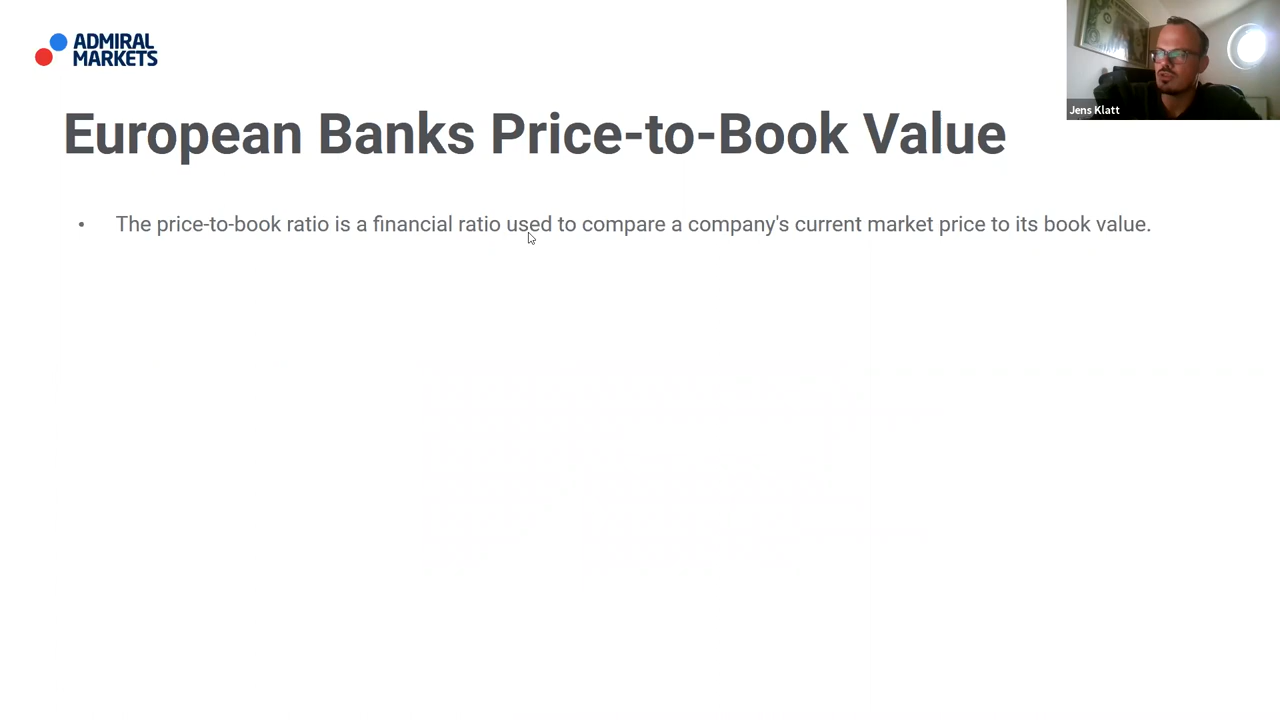 ADMIRAL
MARKETS
Jens Klatt
European Banks Price-to-Book Value
• The price-to-book ratio is a financial ratio used to compare a company's current market price to its book value.